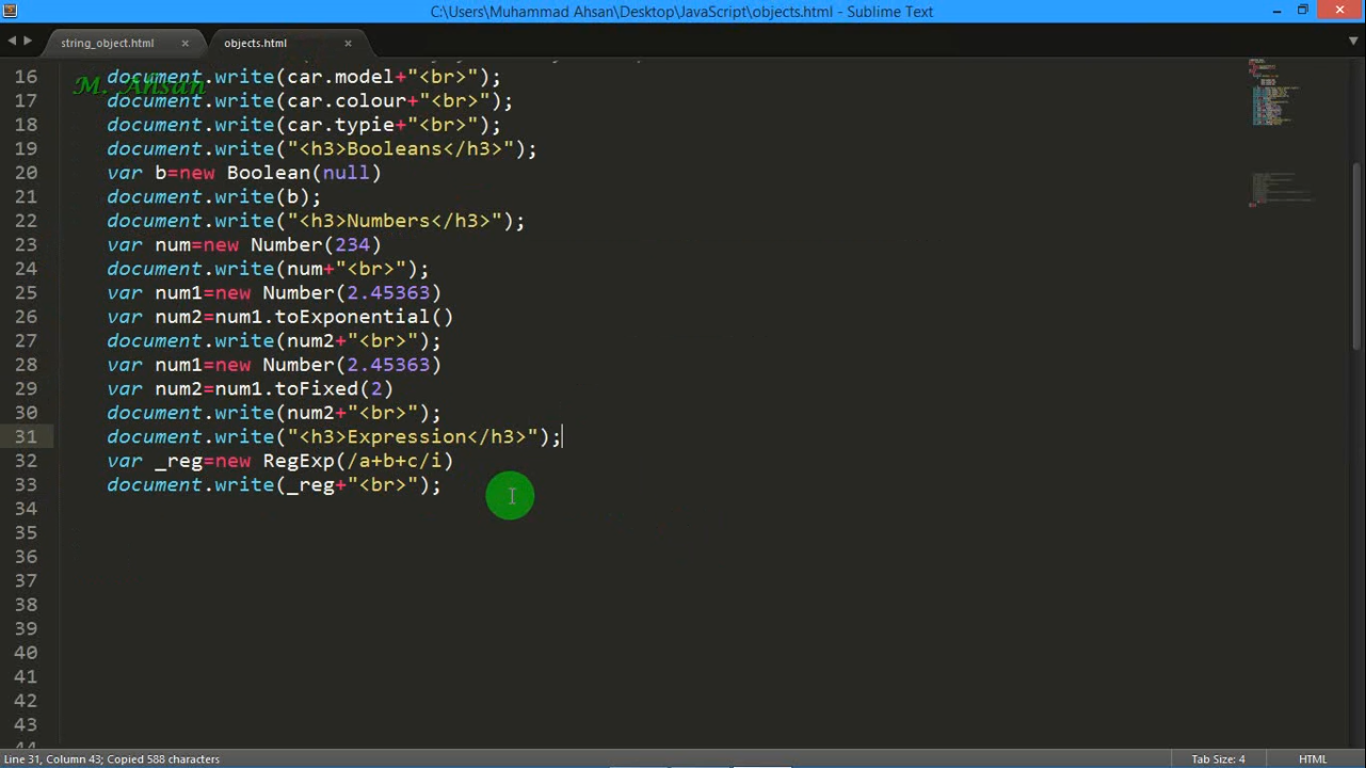 C:\Users\Muhammad Ahsan\Desktop\JavaScript\objects.html - Sublime Text
string_object.html × objects.html ×
M. Ahsan
16 document.write(car.model+"<br>");
17 document.write(car.colour+"<br>");
18 document.write(car.typie+"<br>");
19 document.write("<h3>Booleans</h3>");
20 var b=new Boolean(null)
21 document.write(b);
22 document.write("<h3>Numbers</h3>");
23 var num=new Number(234)
24 document.write(num+"<br>");
25 var num1=new Number(2.45363)
26 var num2=num1.toExponential()
27 document.write(num2+"<br>");
28 var num1=new Number(2.45363)
29 var num2=num1.toFixed(2)
30 document.write(num2+"<br>");
31 document.write("<h3>Expression</h3>");
32 var _reg=new RegExp(/a+b+c/i)
33 document.write(_reg+"<br>");
34
35
36
37
38
39
40
41
42
43
44
Line 31, Column 43; Copied 588 characters
Tab Size: 4 HTML